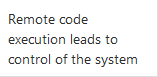 Remote code
execution leads to
control of the system